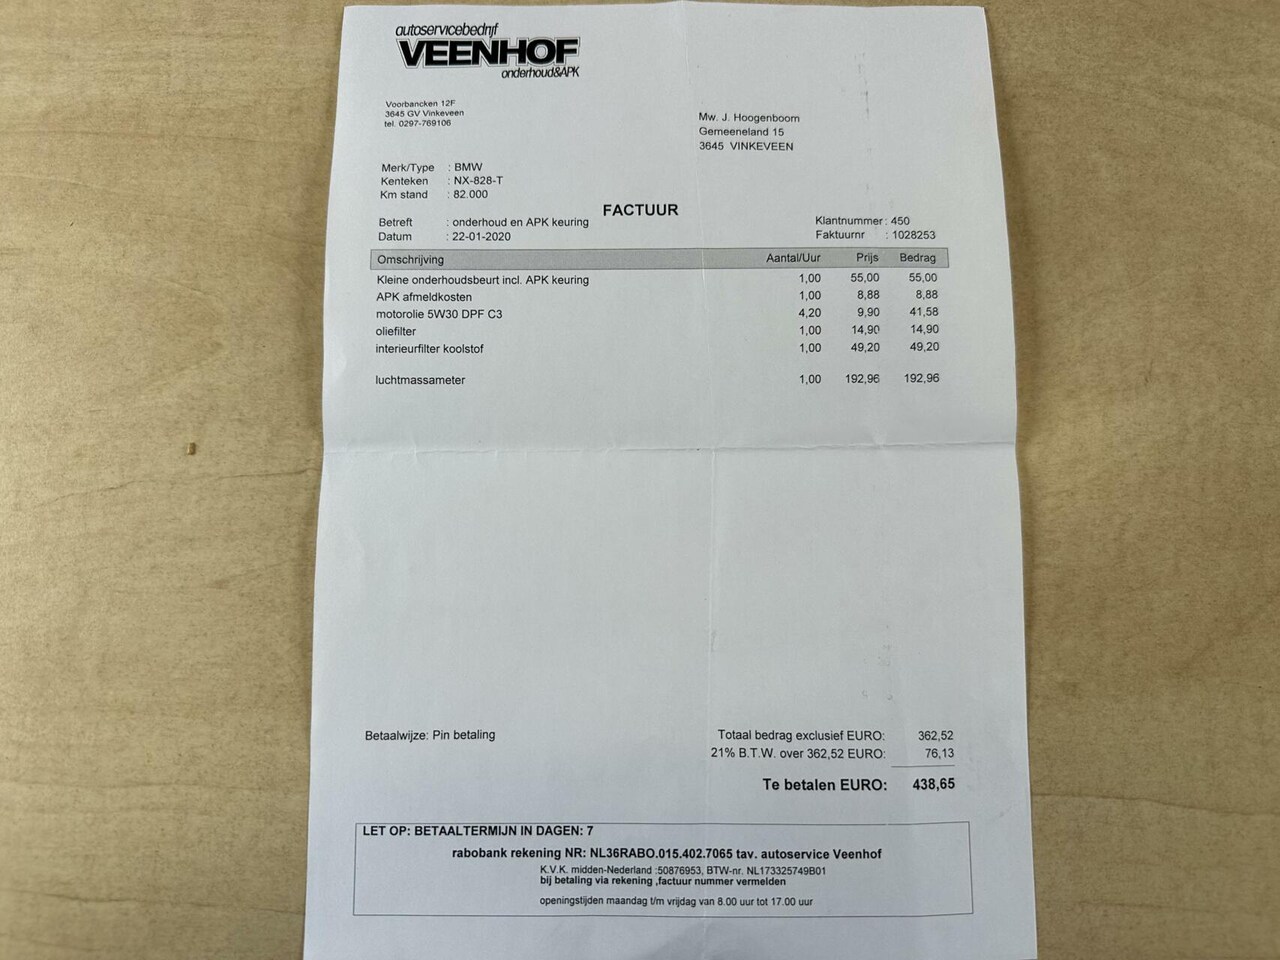 autoservicebedrijf
VEENHOF
onderhoud&APK
Voorbancken 12F
3645 GV Vinkeveen
tel. 0297-769106
Mw. J. Hoogenboom
Gemeeneland 15
3645 VINKEVEEN
Merk/Type : BMW
Kenteken : NX-828-T
Km stand : 82.000
FACTUUR
Betreft : onderhoud en APK keuring
Datum : 22-01-2020
Klantnummer : 450
Faktuurnr : 1028253
Omschrijving Aantal/Uur Prijs Bedrag
Kleine onderhoudsbeurt incl. APK keuring 1,00 55,00 55,00
APK afmeldkosten 1,00 8,88 8,88
motorolie 5W30 DPF C3 4,20 9,90 41,58
oliefilter 1,00 14,90 14,90
interieurfilter koolstof 1,00 49,20 49,20
luchtmassameter 1,00 192,96 192,96
Betaalwijze: Pin betaling
Totaal bedrag exclusief EURO: 362,52
21% B.T.W. over 362,52 EURO: 76,13
Te betalen EURO: 438,65
LET OP: BETAALTERMIJN IN DAGEN: 7
rabobank rekening NR: NL36RABO.015.402.7065 tav. autoservice Veenhof
K.V.K. midden-Nederland :50876953, BTW-nr. NL173325749B01
bij betaling via rekening ,factuur nummer vermelden
openingstijden maandag t/m vrijdag van 8.00 uur tot 17.00 uur